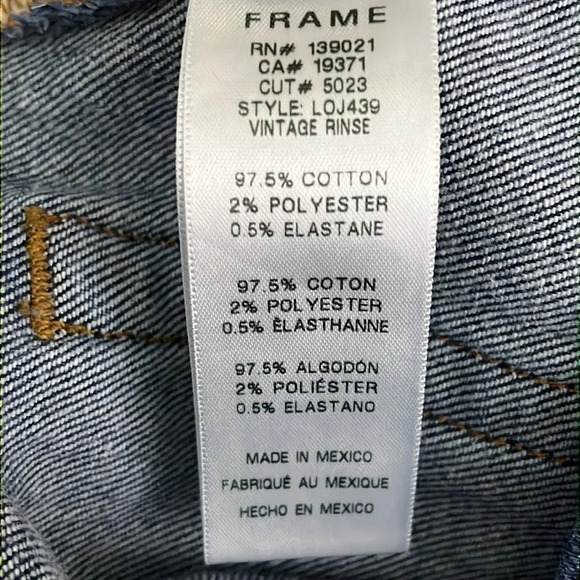 FRAME
RN# 139021
CA# 19371
CUT# 5023
STYLE: LOJ439
VINTAGE RINSE
97.5% COTTON
2% POLYESTER
0.5% ELASTANE
97.5% COTON
2% POLYESTER
0.5% ÉLASTHANNE
97.5% ALGODÓN
2% POLIÉSTER
0.5% ELASTANO
MADE IN MEXICO
FABRIQUÉ AU MEXIQUE
HECHO EN MEXICO